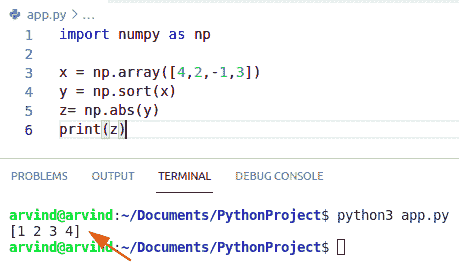 app.py > ...
1 import numpy as np
2
3 x = np.array([4,2,-1,3])
4 y = np.sort(x)
5 z= np.abs(y)
6 print(z)
PROBLEMS OUTPUT TERMINAL DEBUG CONSOLE
arvind@arvind:~/Documents/PythonProject$ python3 app.py
[1 2 3 4]
arvind@arvind:~/Documents/PythonProject$